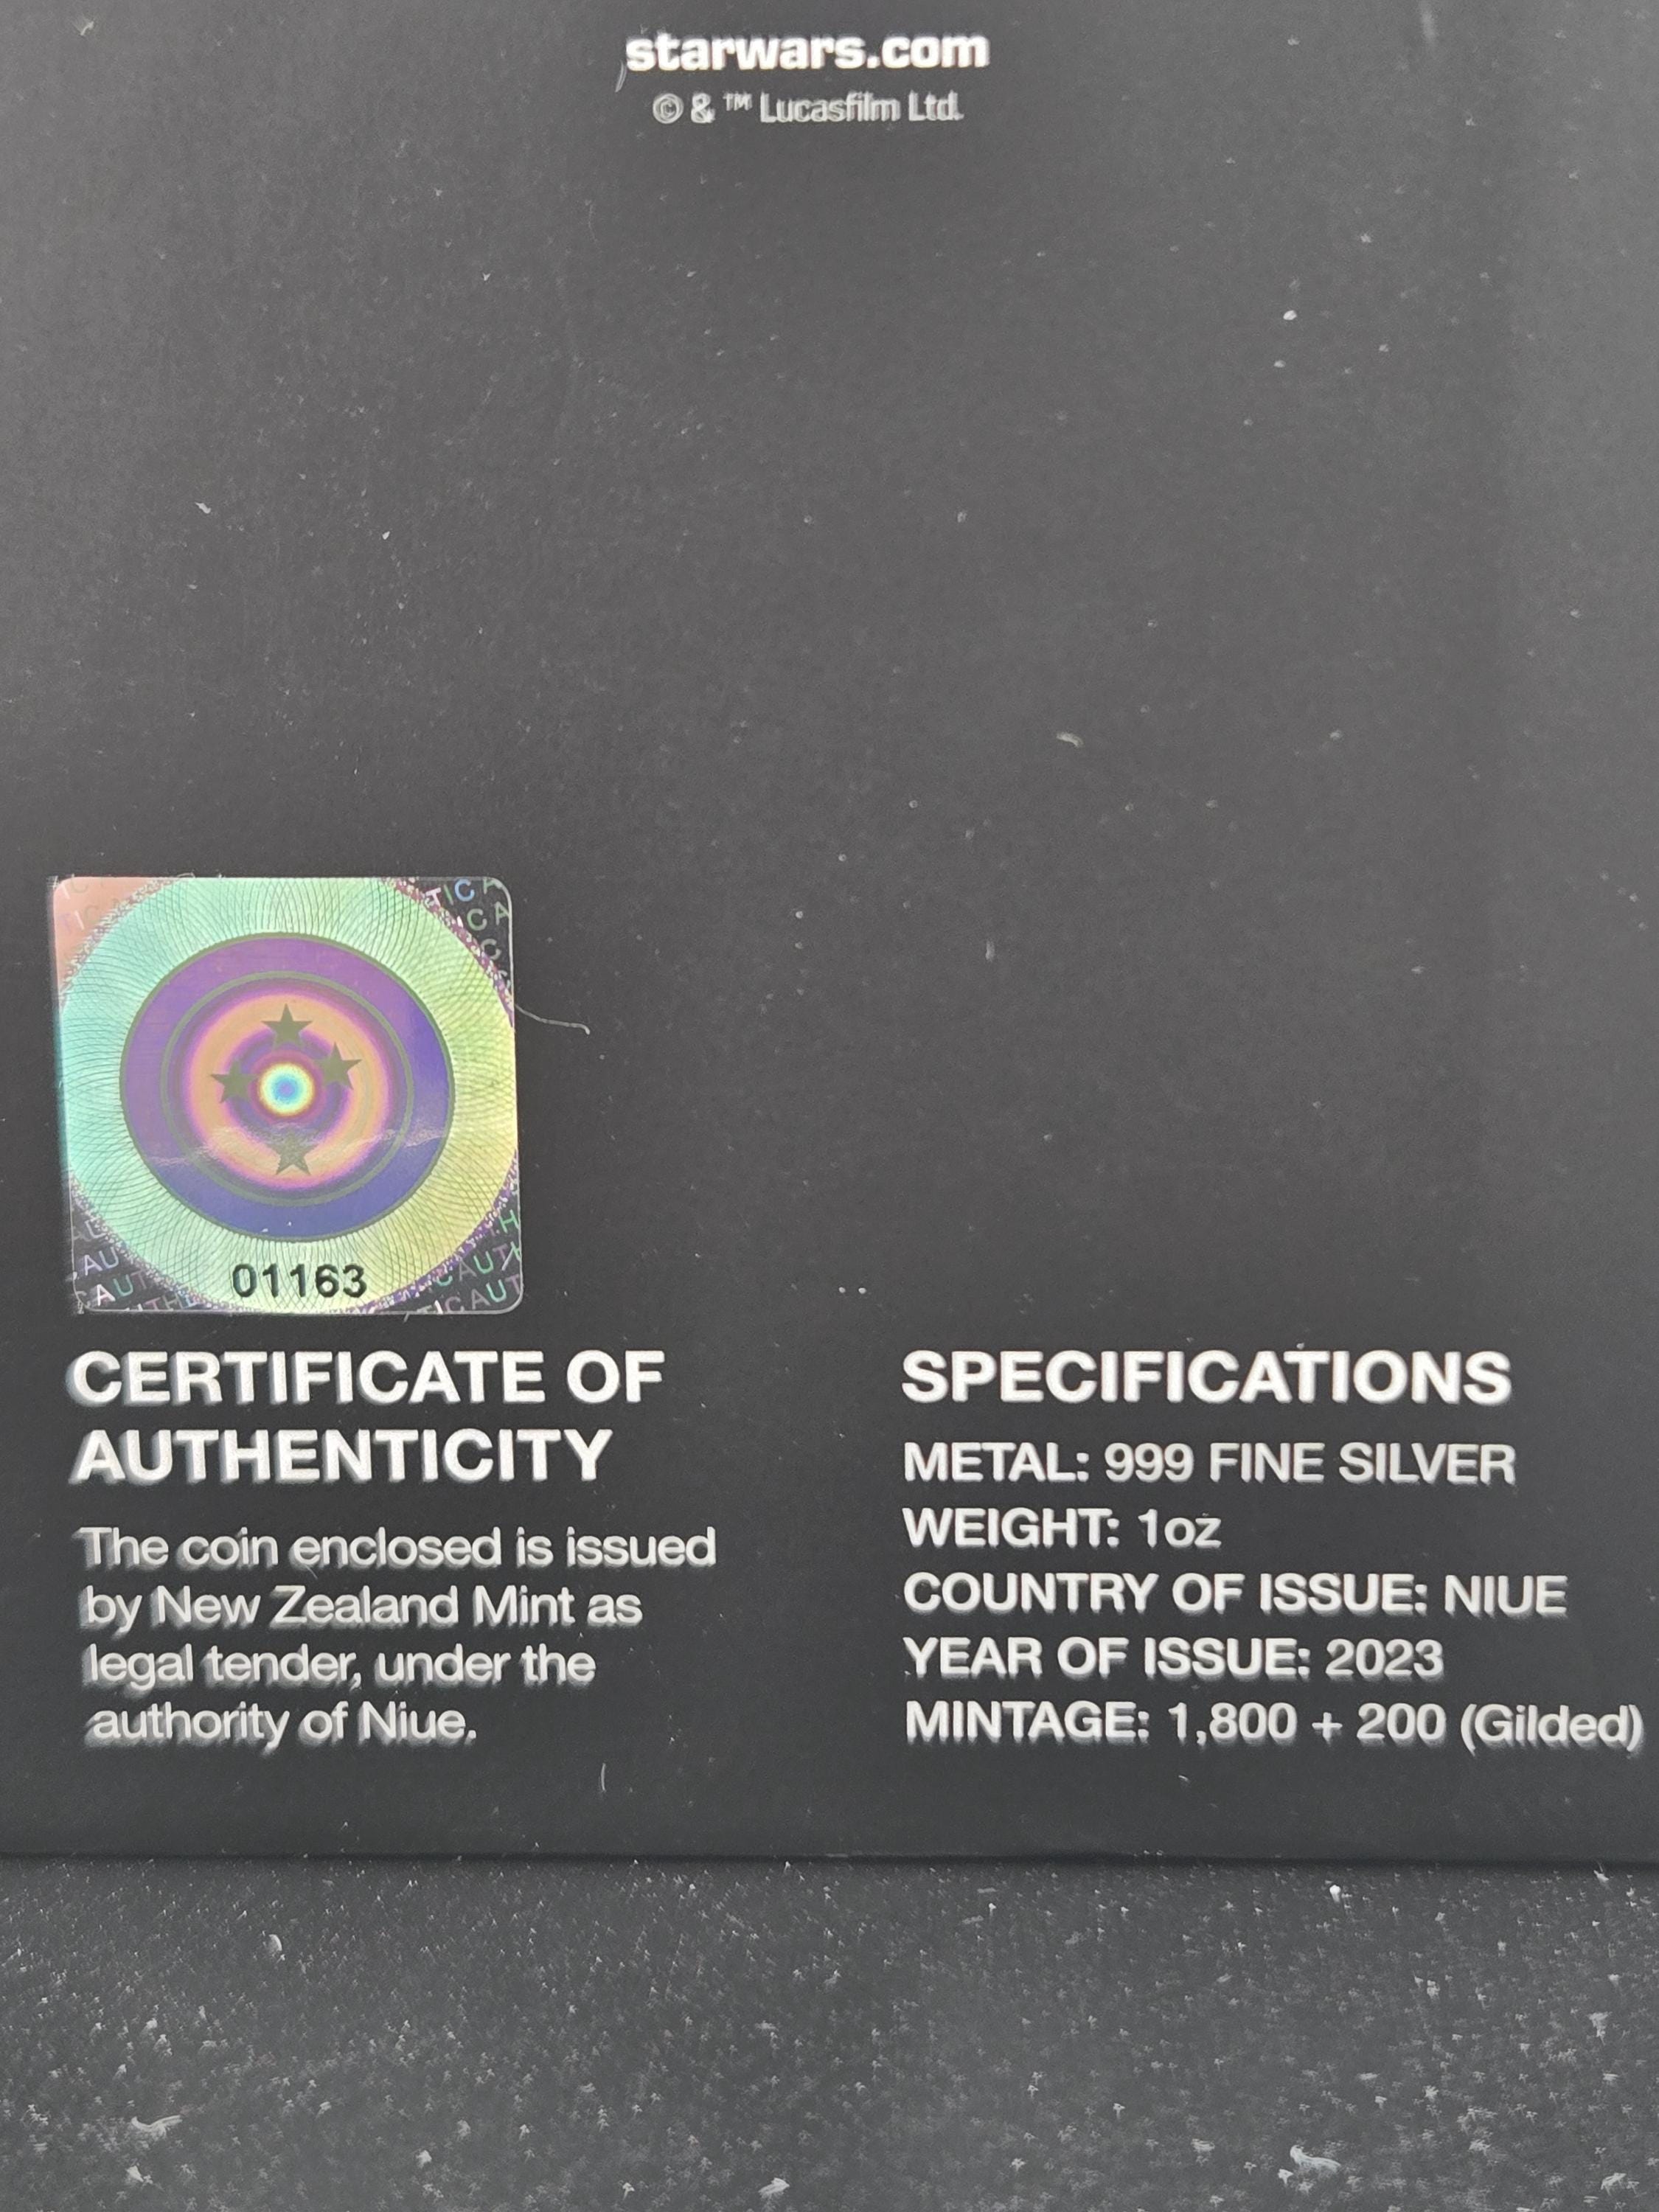 starwars.com
© & ™ Lucasfilm Ltd.
01163
CERTIFICATE OF
AUTHENTICITY
The coin enclosed is issued
by New Zealand Mint as
legal tender, under the
authority of Niue.
SPECIFICATIONS
METAL: 999 FINE SILVER
WEIGHT: 1oz
COUNTRY OF ISSUE: NIUE
YEAR OF ISSUE: 2023
MINTAGE: 1,800 + 200 (Gilded)